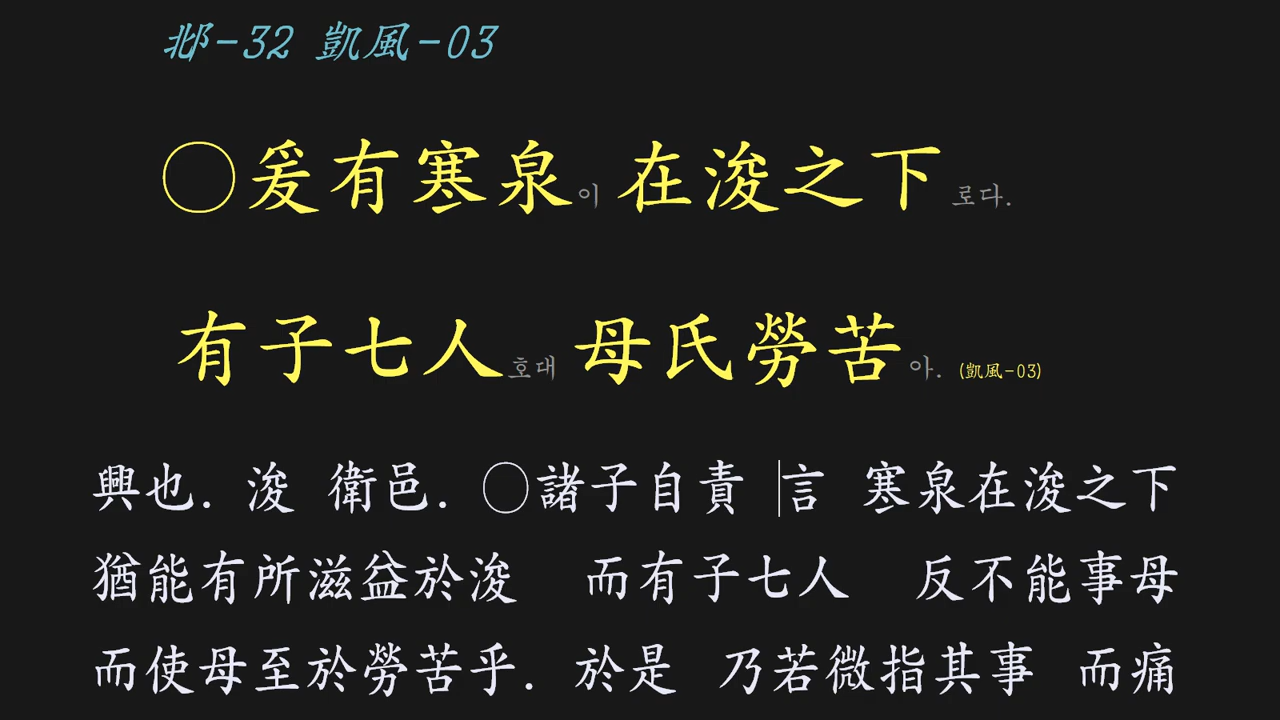 邶-32 凱風-03
◯爰有寒泉이 在浚之下 로다.
有子七人호대 母氏勞苦아. (凱風-03)
興也. 浚 衛邑. ◯諸子自責 言 寒泉在浚之下
猶能有所滋益於浚 而有子七人 反不能事母
而使母至於勞苦乎. 於是 乃若微指其事 而痛